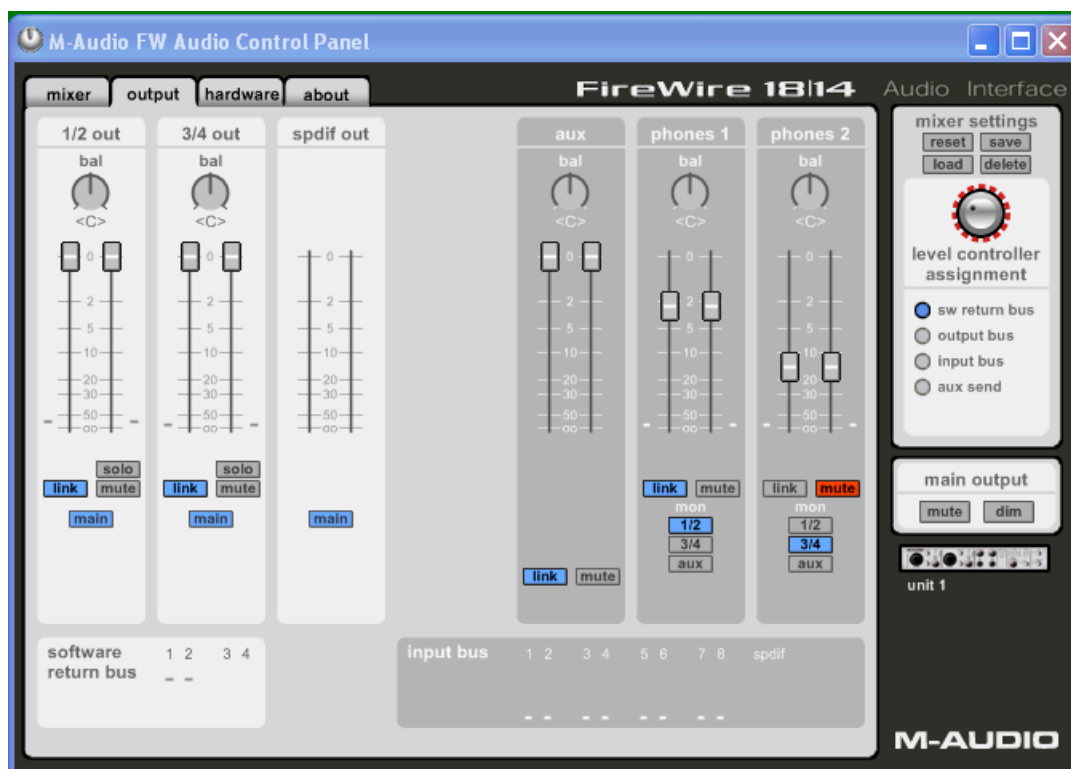 M-Audio FW Audio Control Panel
mixer output hardware about
FireWire 18|14 Audio Interface
1/2 out
bal
<C>
0
2
5
10
20
30
50
∞
solo
link mute
main
3/4 out
bal
<C>
0
2
5
10
20
30
50
∞
solo
link mute
main
spdif out
0
2
5
10
20
30
50
∞
main
aux
bal
<C>
0
2
5
10
20
30
50
∞
link mute
phones 1
bal
<C>
0
2
5
10
20
30
50
∞
link mute
mon
1/2
3/4
aux
phones 2
bal
<C>
0
2
5
10
20
30
50
∞
link mute
mon
1/2
3/4
aux
software
return bus
1 2 3 4
input bus 1 2 3 4 5 6 7 8 spdif
mixer settings
reset save
load delete
level controller
assignment
sw return bus
output bus
input bus
aux send
main output
mute dim
unit 1
M-AUDIO